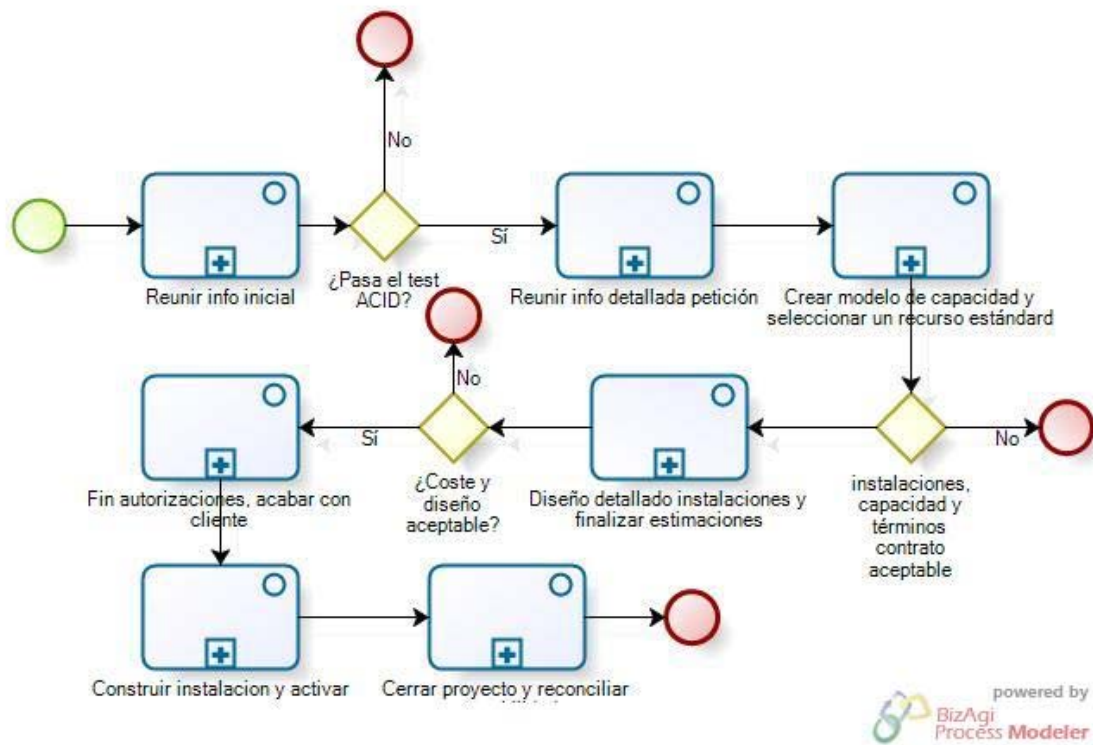 No
Sí
Reunir info inicial
¿Pasa el test
ACID?
Reunir info detallada petición
Crear modelo de capacidad y
seleccionar un recurso estándard
No
Sí
No
Fin autorizaciones, acabar con
cliente
¿Coste y
diseño
aceptable?
Diseño detallado instalaciones y
finalizar estimaciones
instalaciones,
capacidad y
términos
contrato
aceptable
Construir instalacion y activar
Cerrar proyecto y reconciliar
powered by
BizAgi
Process Modeler